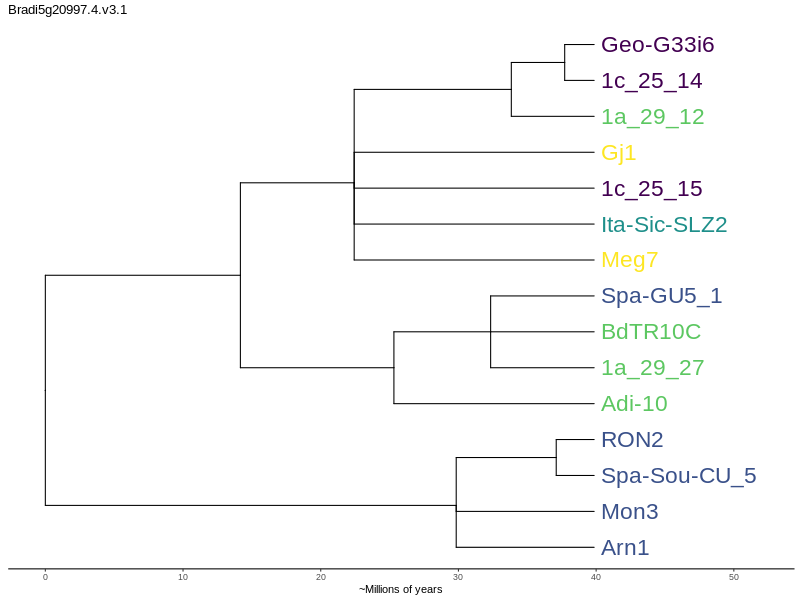 Bradi5g20997.4.v3.1
Geo-G33i6
1c_25_14
1a_29_12
Gj1
1c_25_15
Ita-Sic-SLZ2
Meg7
Spa-GU5_1
BdTR10C
1a_29_27
Adi-10
RON2
Spa-Sou-CU_5
Mon3
Arn1
0 10 20 30 40 50
~Millions of years